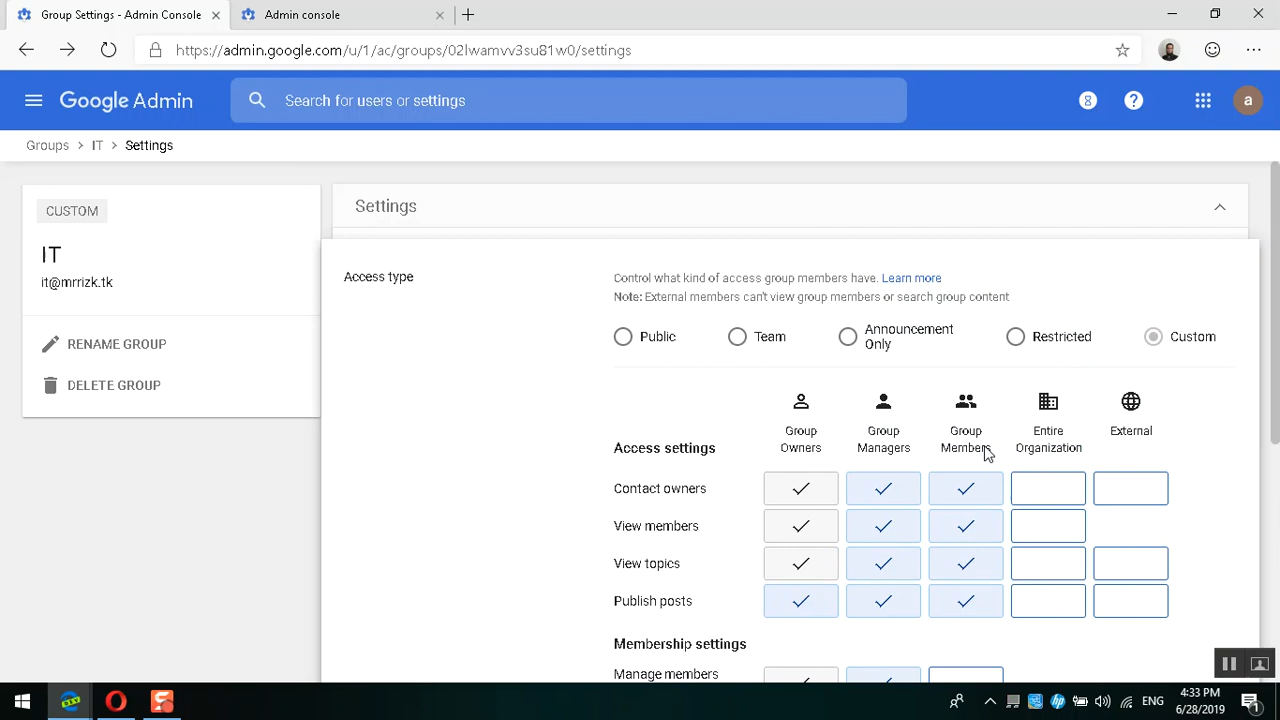 Group Settings - Admin Console
Admin console
https://admin.google.com/u/1/ac/groups/02lwamvv3su81w0/settings
Google Admin
Search for users or settings
8
?
a
Groups > IT > Settings
CUSTOM
IT
it@mrrizk.tk
RENAME GROUP
DELETE GROUP
Settings
Access type
Control what kind of access group members have. Learn more
Note: External members can't view group members or search group content
Public
Team
Announcement Only
Restricted
Custom
Group Owners
Group Managers
Group Members
Entire Organization
External
Access settings
Contact owners
View members
View topics
Publish posts
Membership settings
Manage members
DEV
hp
ENG
4:33 PM
6/28/2019
1